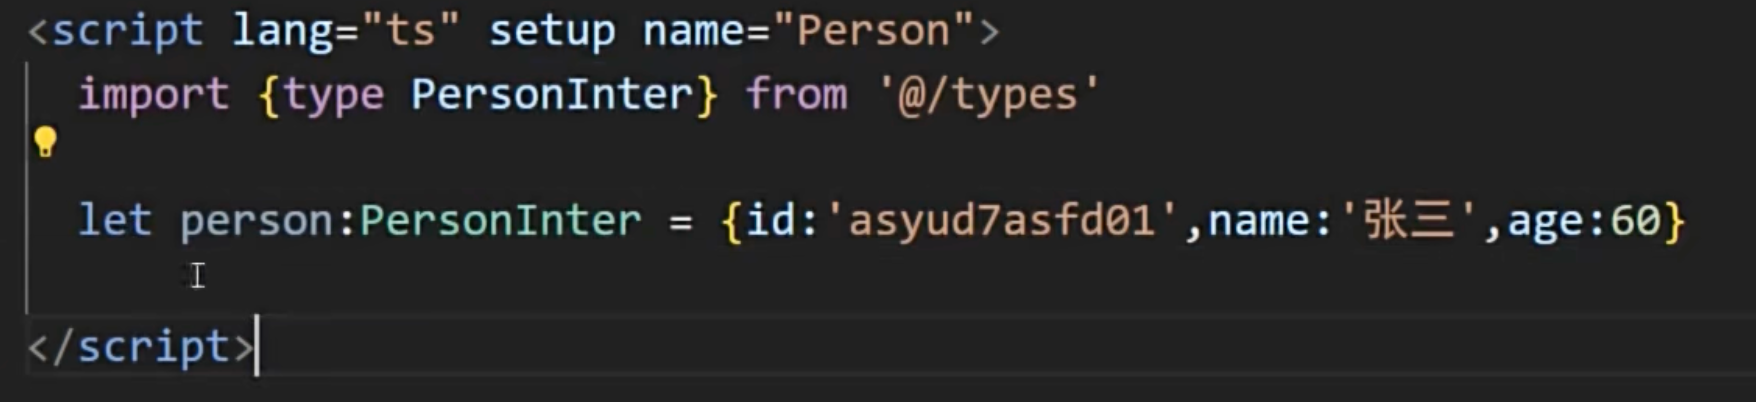 <script lang="ts" setup name="Person">
import {type PersonInter} from '@/types'
let person:PersonInter = {id:'asyud7asfd01',name:'张三',age:60}
</script>